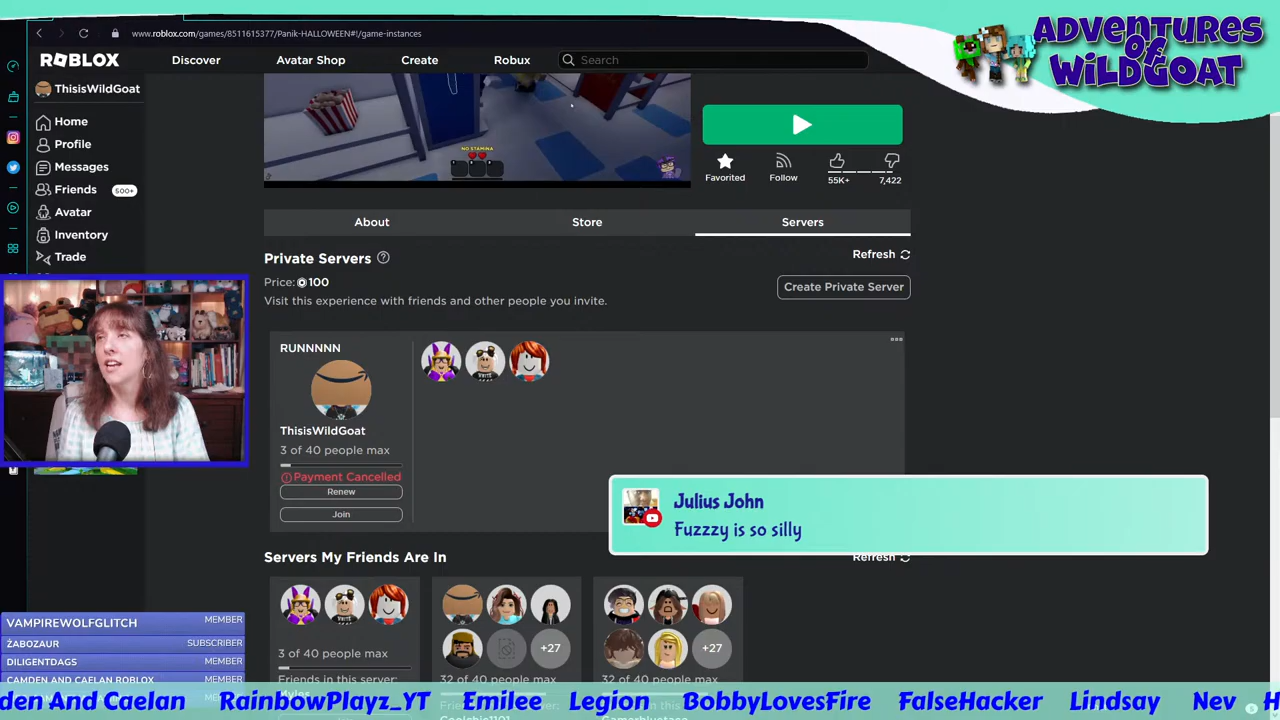 www.roblox.com/games/8511615377/Panik-HALLOWEEN#!/game-instances
ADVENTURES
OF
WILDGOAT
ROBLOX
Discover
Avatar Shop
Create
Robux
Search
ThisisWildGoat
Home
Profile
Messages
Friends
500+
Avatar
Inventory
Trade
NO STAMINA
Favorited
Follow
55K+
7,422
About
Store
Servers
Private Servers
Refresh
Price: 100
Visit this experience with friends and other people you invite.
Create Private Server
RUNNNNN
ThisisWildGoat
3 of 40 people max
Payment Cancelled
Renew
Join
Julius John
Fuzzzy is so silly
Servers My Friends Are In
Refresh
+27
+27
3 of 40 people max
32 of 40 people max
32 of 40 people max
Friends in this server:
VAMPIREWOLFGLITCH MEMBER
ŻABOZAUR SUBSCRIBER
DILIGENTDAGS MEMBER
CAMDEN AND CAELAN ROBLOX MEMBER
den And Caelan RainbowPlayz_YT Emilee Legion BobbyLovesFire FalseHacker Lindsay Nev H